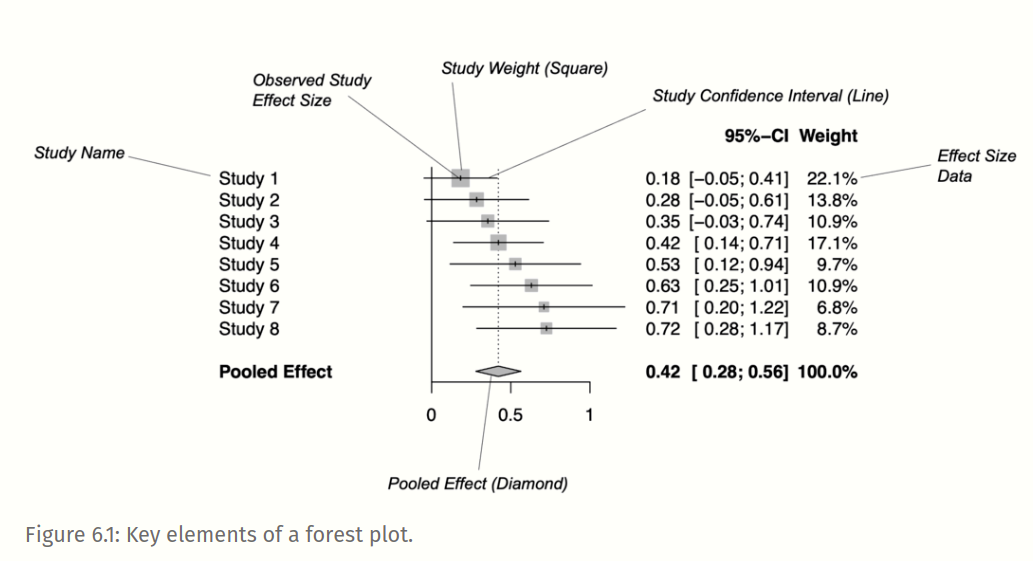 Study Weight (Square)
Observed Study
Effect Size
Study Confidence Interval (Line)
95%−CI Weight
Study Name
Effect Size
Data
Study 1 0.18 [−0.05; 0.41] 22.1%
Study 2 0.28 [−0.05; 0.61] 13.8%
Study 3 0.35 [−0.03; 0.74] 10.9%
Study 4 0.42 [ 0.14; 0.71] 17.1%
Study 5 0.53 [ 0.12; 0.94] 9.7%
Study 6 0.63 [ 0.25; 1.01] 10.9%
Study 7 0.71 [ 0.20; 1.22] 6.8%
Study 8 0.72 [ 0.28; 1.17] 8.7%
Pooled Effect 0.42 [ 0.28; 0.56] 100.0%
0 0.5 1
Pooled Effect (Diamond)
Figure 6.1: Key elements of a forest plot.